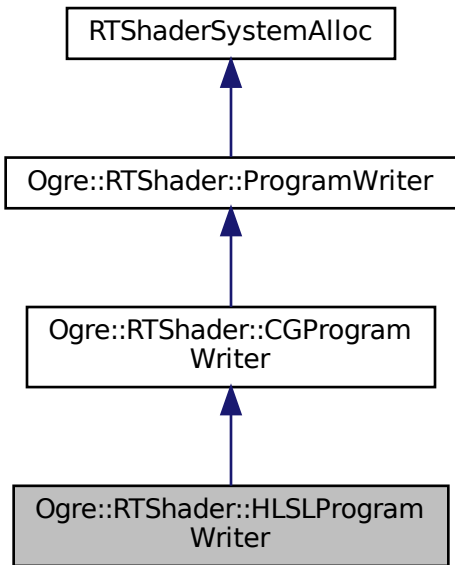 RTShaderSystemAlloc
Ogre::RTShader::ProgramWriter
Ogre::RTShader::CGProgram
Writer
Ogre::RTShader::HLSLProgram
Writer